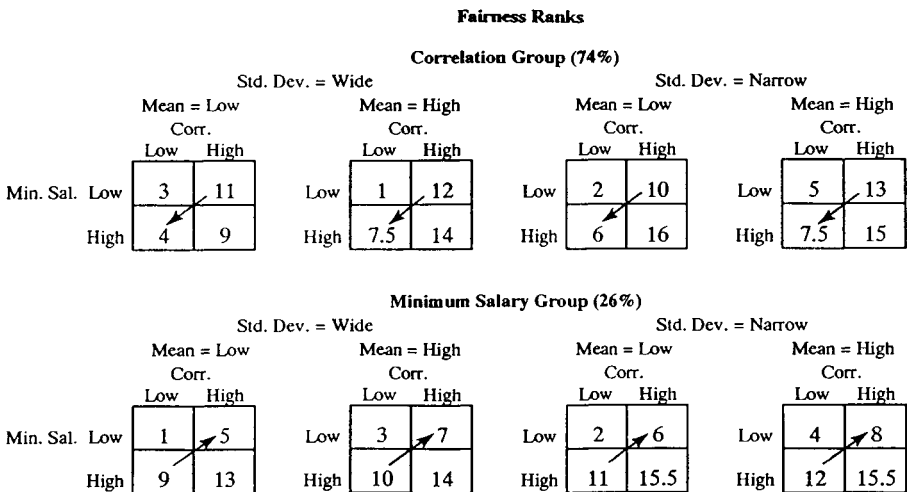 Fairness Ranks
Correlation Group (74%)
Std. Dev. = Wide Std. Dev. = Narrow
Mean = Low Mean = High Mean = Low Mean = High
Corr. Corr. Corr. Corr.
Low High Low High Low High Low High
Min. Sal. Low 3 11 Low 1 12 Low 2 10 Low 5 13
High 4 9 High 7.5 14 High 6 16 High 7.5 15
Minimum Salary Group (26%)
Std. Dev. = Wide Std. Dev. = Narrow
Mean = Low Mean = High Mean = Low Mean = High
Corr. Corr. Corr. Corr.
Low High Low High Low High Low High
Min. Sal. Low 1 5 Low 3 7 Low 2 6 Low 4 8
High 9 13 High 10 14 High 11 15.5 High 12 15.5